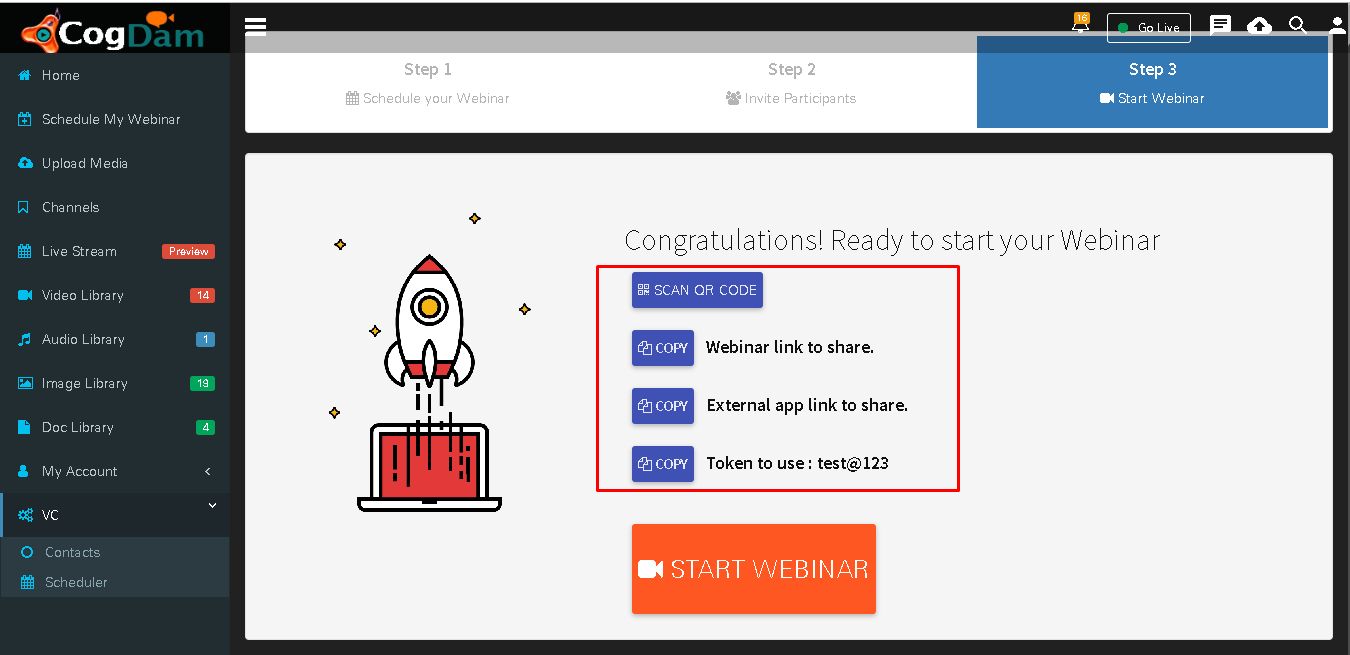 CogDam
16
Go Live
Home
Schedule My Webinar
Upload Media
Channels
Live Stream Preview
Video Library 14
Audio Library 1
Image Library 19
Doc Library 4
My Account
VC
Contacts
Scheduler
Step 1
Schedule your Webinar
Step 2
Invite Participants
Step 3
Start Webinar
Congratulations! Ready to start your Webinar
SCAN QR CODE
COPY Webinar link to share.
COPY External app link to share.
COPY Token to use : test@123
START WEBINAR